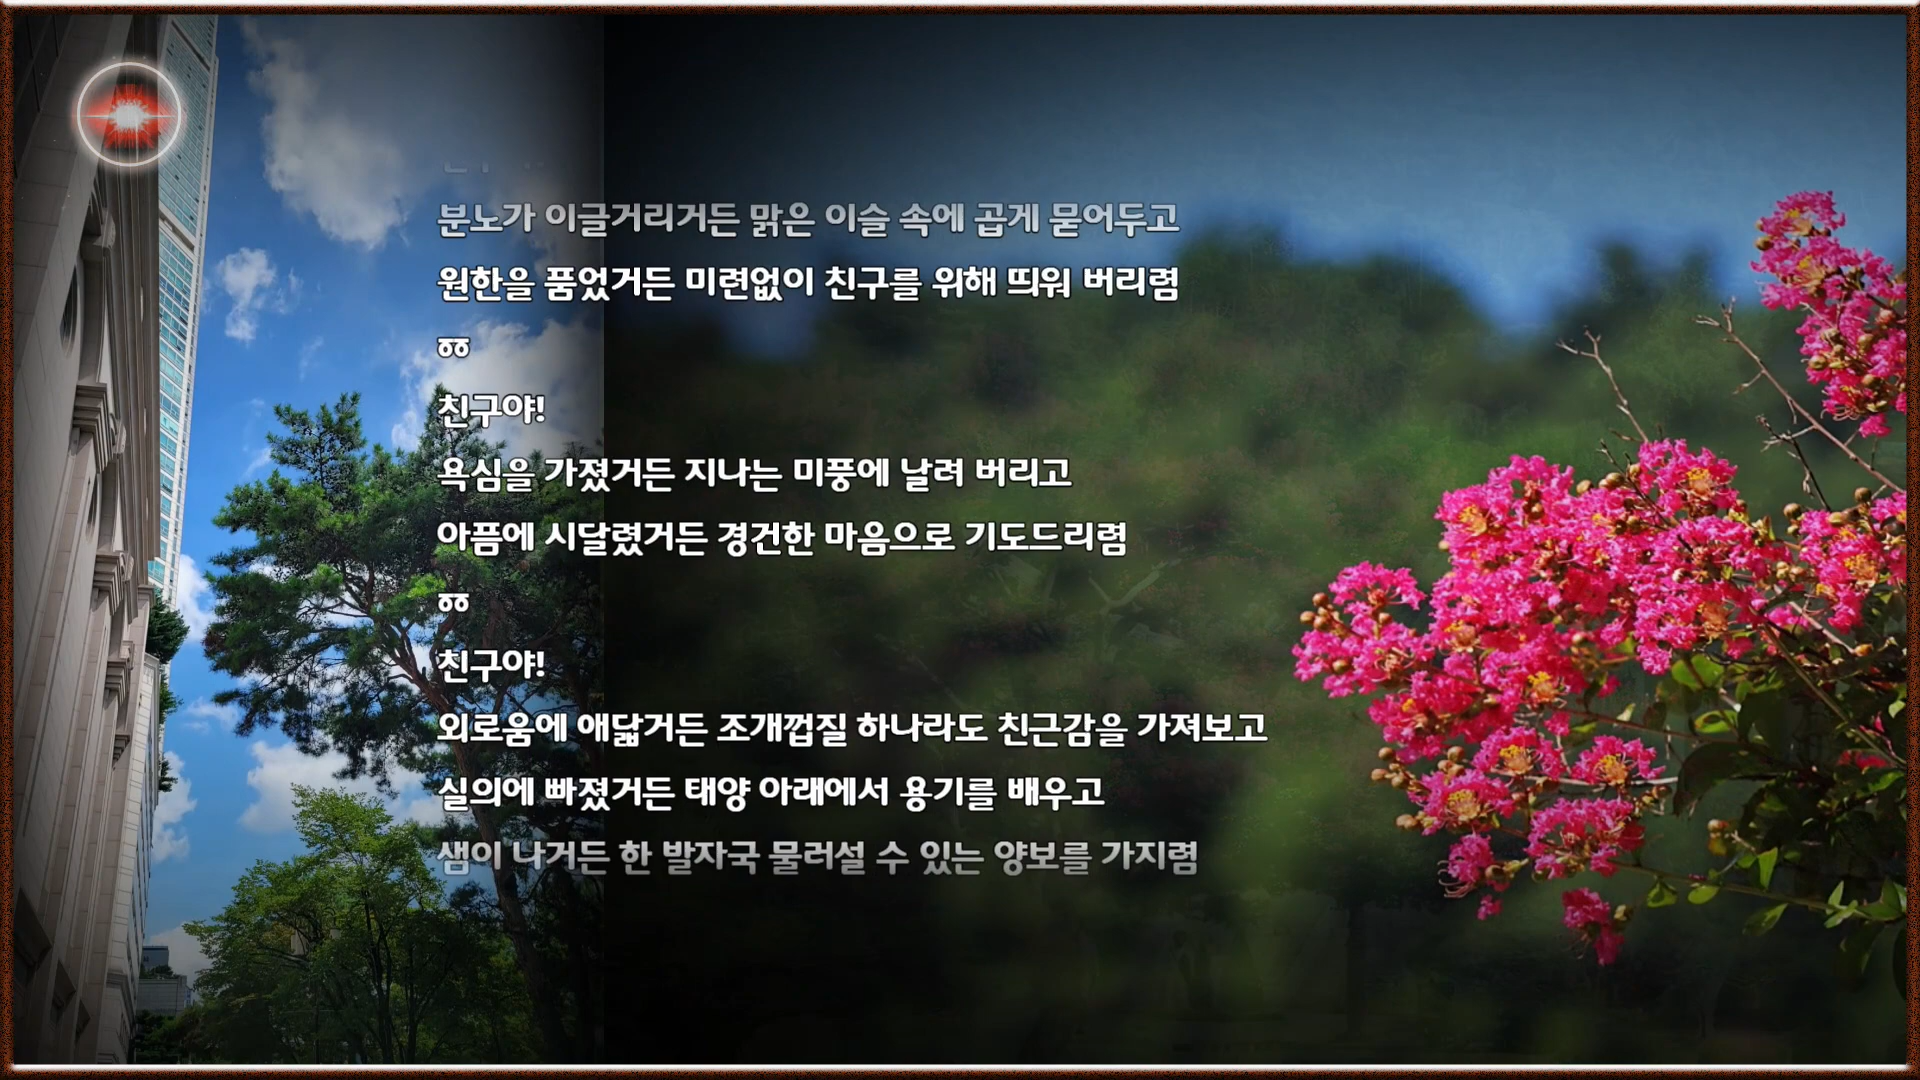 분노가 이글거리거든 맑은 이슬 속에 곱게 묻어두고
원한을 품었거든 미련없이 친구를 위해 띄워 버리렴
ㆀ
친구야!
욕심을 가졌거든 지나는 미풍에 날려 버리고
아픔에 시달렸거든 경건한 마음으로 기도드리렴
ㆀ
친구야!
외로움에 애닯거든 조개껍질 하나라도 친근감을 가져보고
실의에 빠졌거든 태양 아래에서 용기를 배우고
샘이 나거든 한 발자국 물러설 수 있는 양보를 가지렴